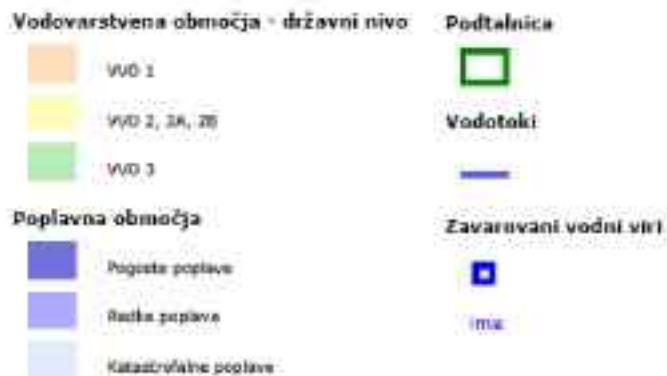 Vodovarstvena območja - državni nivo
VVO 1
VVO 2, 2A, 2B
VVO 3
Poplavna območja
Pogoste poplave
Redke poplave
Katastrofalne poplave
Podtalnica
Vodotoki
Zavarovani vodni viri
Ime